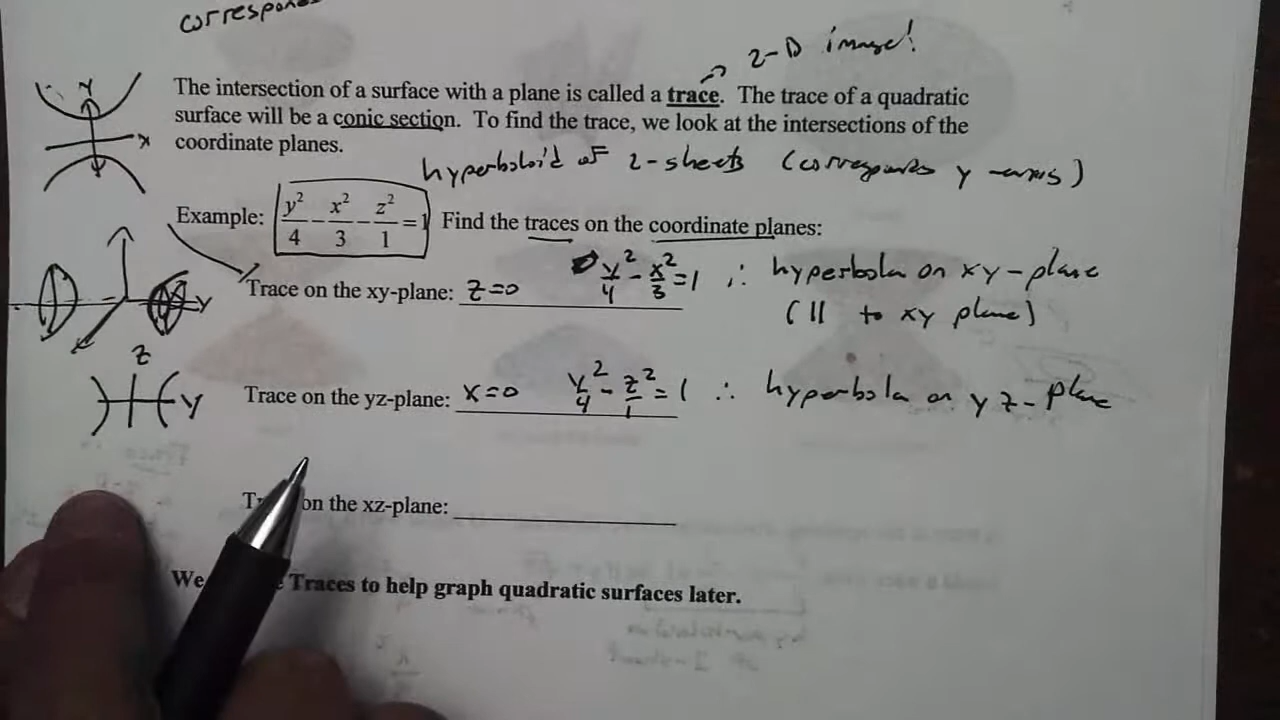 2-D image!
The intersection of a surface with a plane is called a trace. The trace of a quadratic
surface will be a conic section. To find the trace, we look at the intersections of the
coordinate planes.
hyperboloid of 2-sheets (corresponds y-axis)
Y
X
Example: y²/4 - x²/3 - z²/1 = 1 Find the traces on the coordinate planes:
Trace on the xy-plane: z=0 y²/4 - x²/3 = 1 ∴ hyperbola on xy-plane
(|| to xy plane)
Y
Z
Trace on the yz-plane: x=0 y²/4 - z²/1 = 1 ∴ hyperbola on yz-plane
Y
on the xz-plane:
We Traces to help graph quadratic surfaces later.